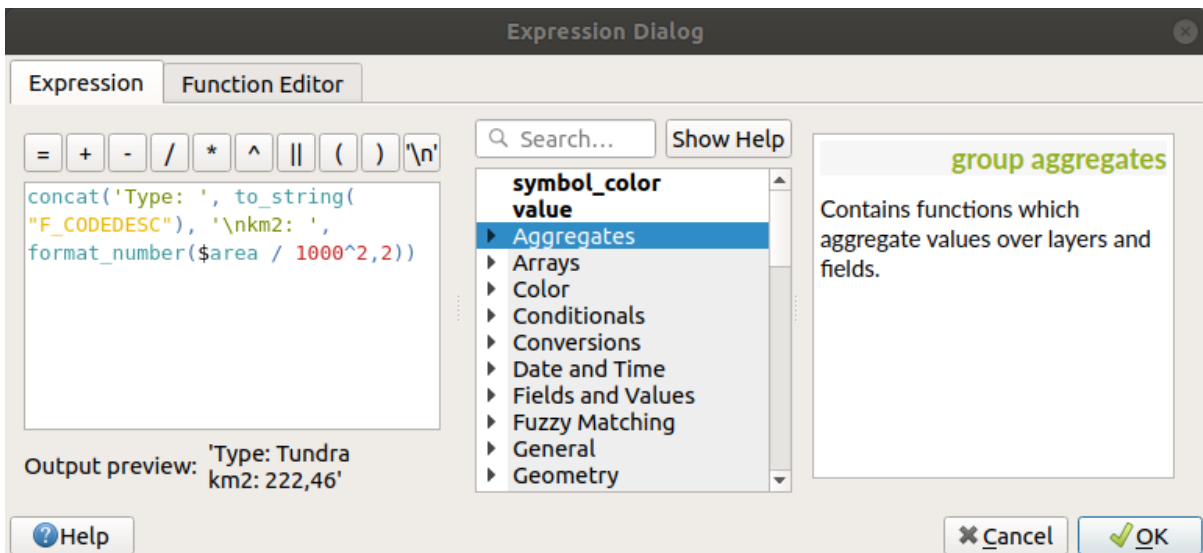 Expression Dialog
Expression
Function Editor
= + - / * ^ || ( ) '\n'
concat('Type: ', to_string(
"F_CODEDESC"), '\nkm2: ',
format_number($area / 1000^2,2))
Output preview: 'Type: Tundra
km2: 222,46'
Search...
Show Help
symbol_color
value
Aggregates
Arrays
Color
Conditionals
Conversions
Date and Time
Fields and Values
Fuzzy Matching
General
Geometry
group aggregates
Contains functions which
aggregate values over layers and
fields.
Help
Cancel
OK